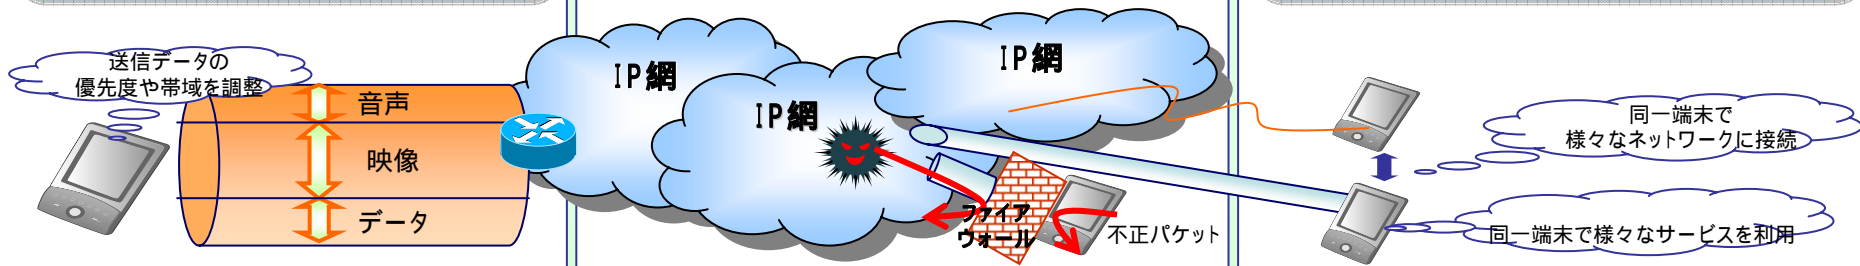 送信データの
優先度や帯域を調整
音声
映像
データ
IP網
IP網
IP網
ファイア
ウォール
不正パケット
同一端末で
様々なネットワークに接続
同一端末で様々なサービスを利用